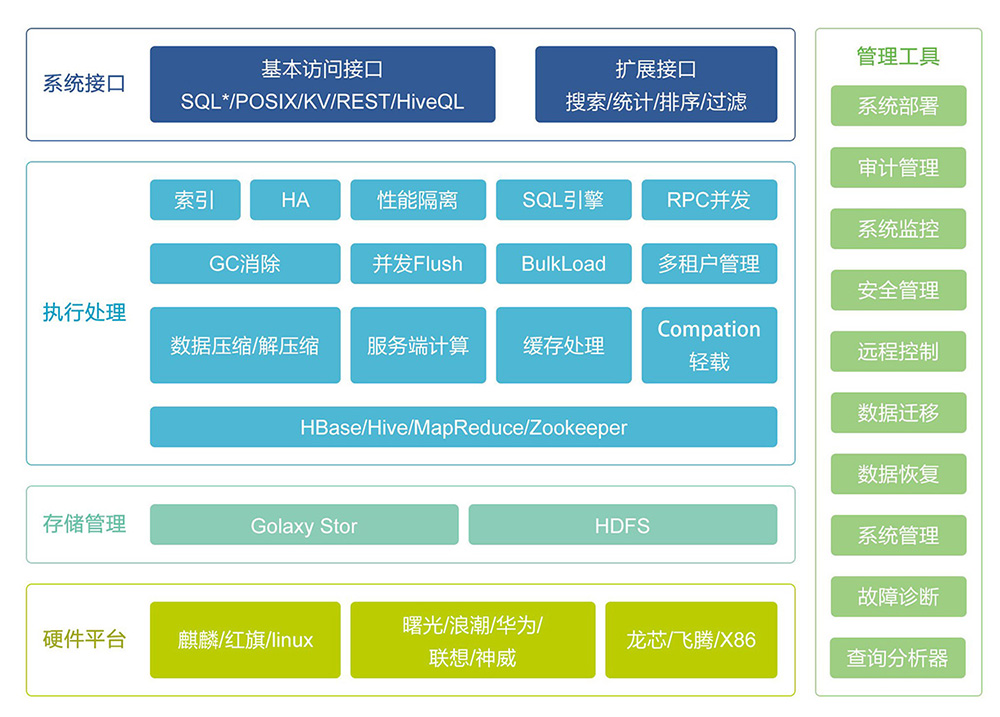 系统接口
基本访问接口
SQL*/POSIX/KV/REST/HiveQL
扩展接口
搜索/统计/排序/过滤
执行处理
索引
HA
性能隔离
SQL引擎
RPC并发
GC消除
并发Flush
BulkLoad
多租户管理
数据压缩/解压缩
服务端计算
缓存处理
Compation
轻载
HBase/Hive/MapReduce/Zookeeper
存储管理
Golaxy Stor
HDFS
硬件平台
麒麟/红旗/linux
曙光/浪潮/华为/
联想/神威
龙芯/飞腾/X86
管理工具
系统部署
审计管理
系统监控
安全管理
远程控制
数据迁移
数据恢复
系统管理
故障诊断
查询分析器